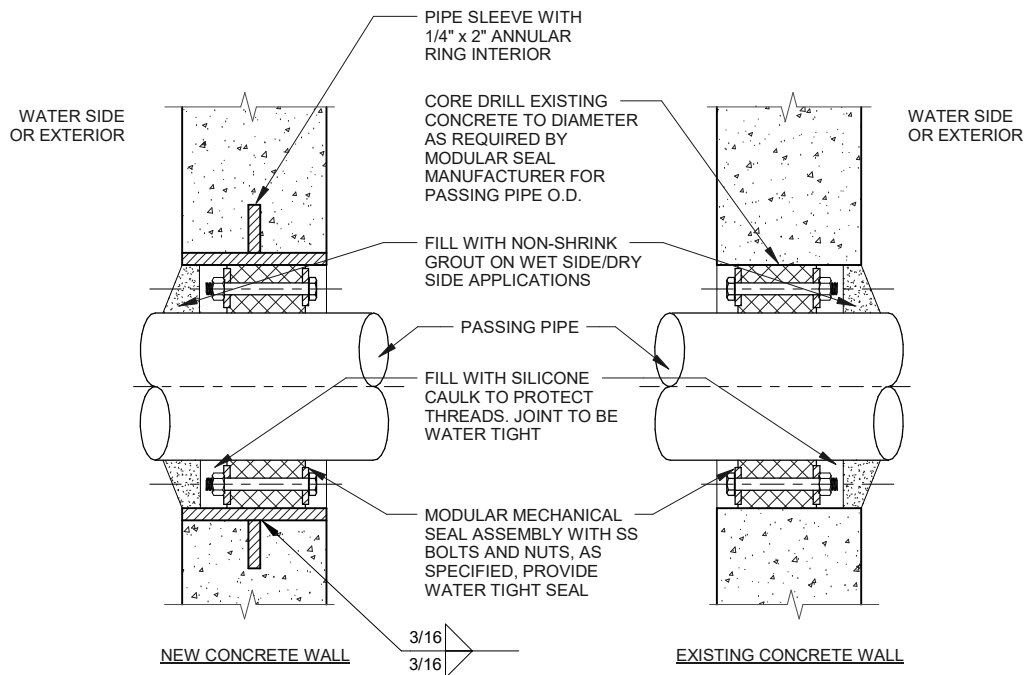 PIPE SLEEVE WITH
1/4" x 2" ANNULAR
RING INTERIOR
WATER SIDE
OR EXTERIOR
CORE DRILL EXISTING
CONCRETE TO DIAMETER
AS REQUIRED BY
MODULAR SEAL
MANUFACTURER FOR
PASSING PIPE O.D.
WATER SIDE
OR EXTERIOR
FILL WITH NON-SHRINK
GROUT ON WET SIDE/DRY
SIDE APPLICATIONS
PASSING PIPE
FILL WITH SILICONE
CAULK TO PROTECT
THREADS. JOINT TO BE
WATER TIGHT
MODULAR MECHANICAL
SEAL ASSEMBLY WITH SS
BOLTS AND NUTS, AS
SPECIFIED, PROVIDE
WATER TIGHT SEAL
3/16
3/16
NEW CONCRETE WALL
EXISTING CONCRETE WALL